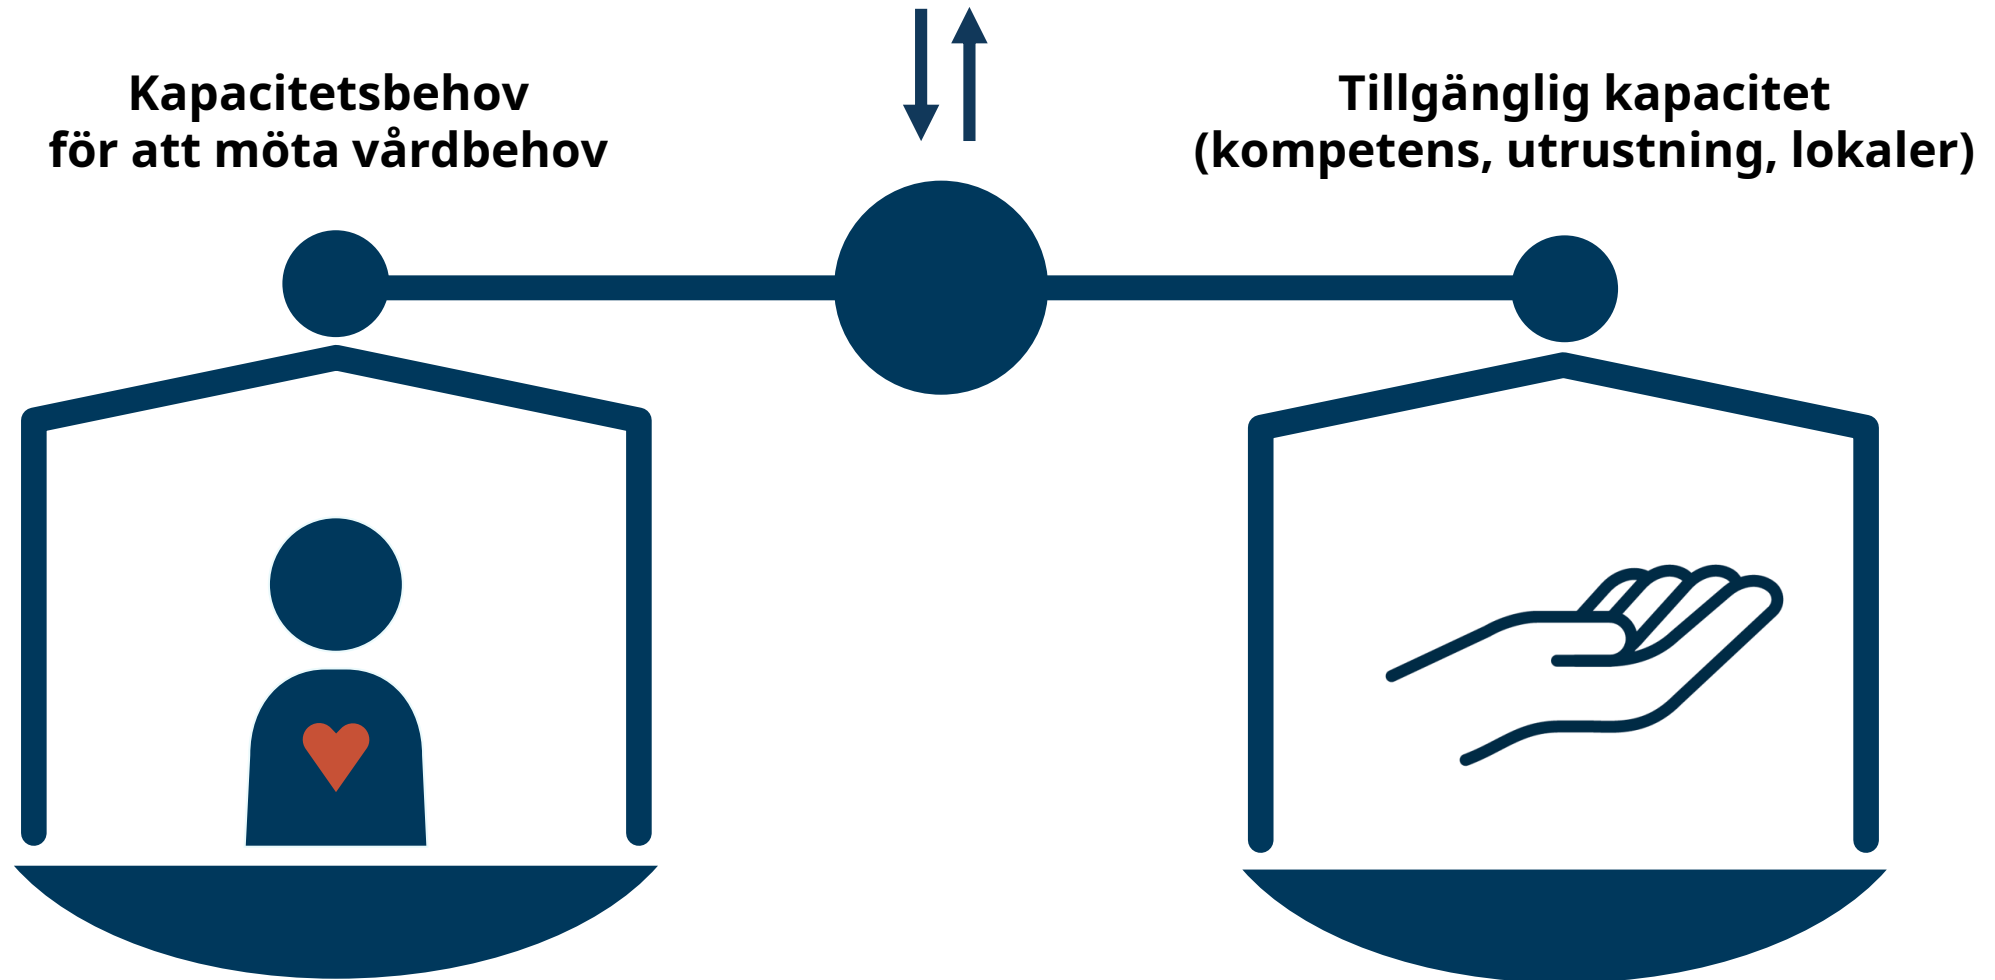 Kapacitetsbehov
för att möta vårdbehov
Tillgänglig kapacitet
(kompetens, utrustning, lokaler)